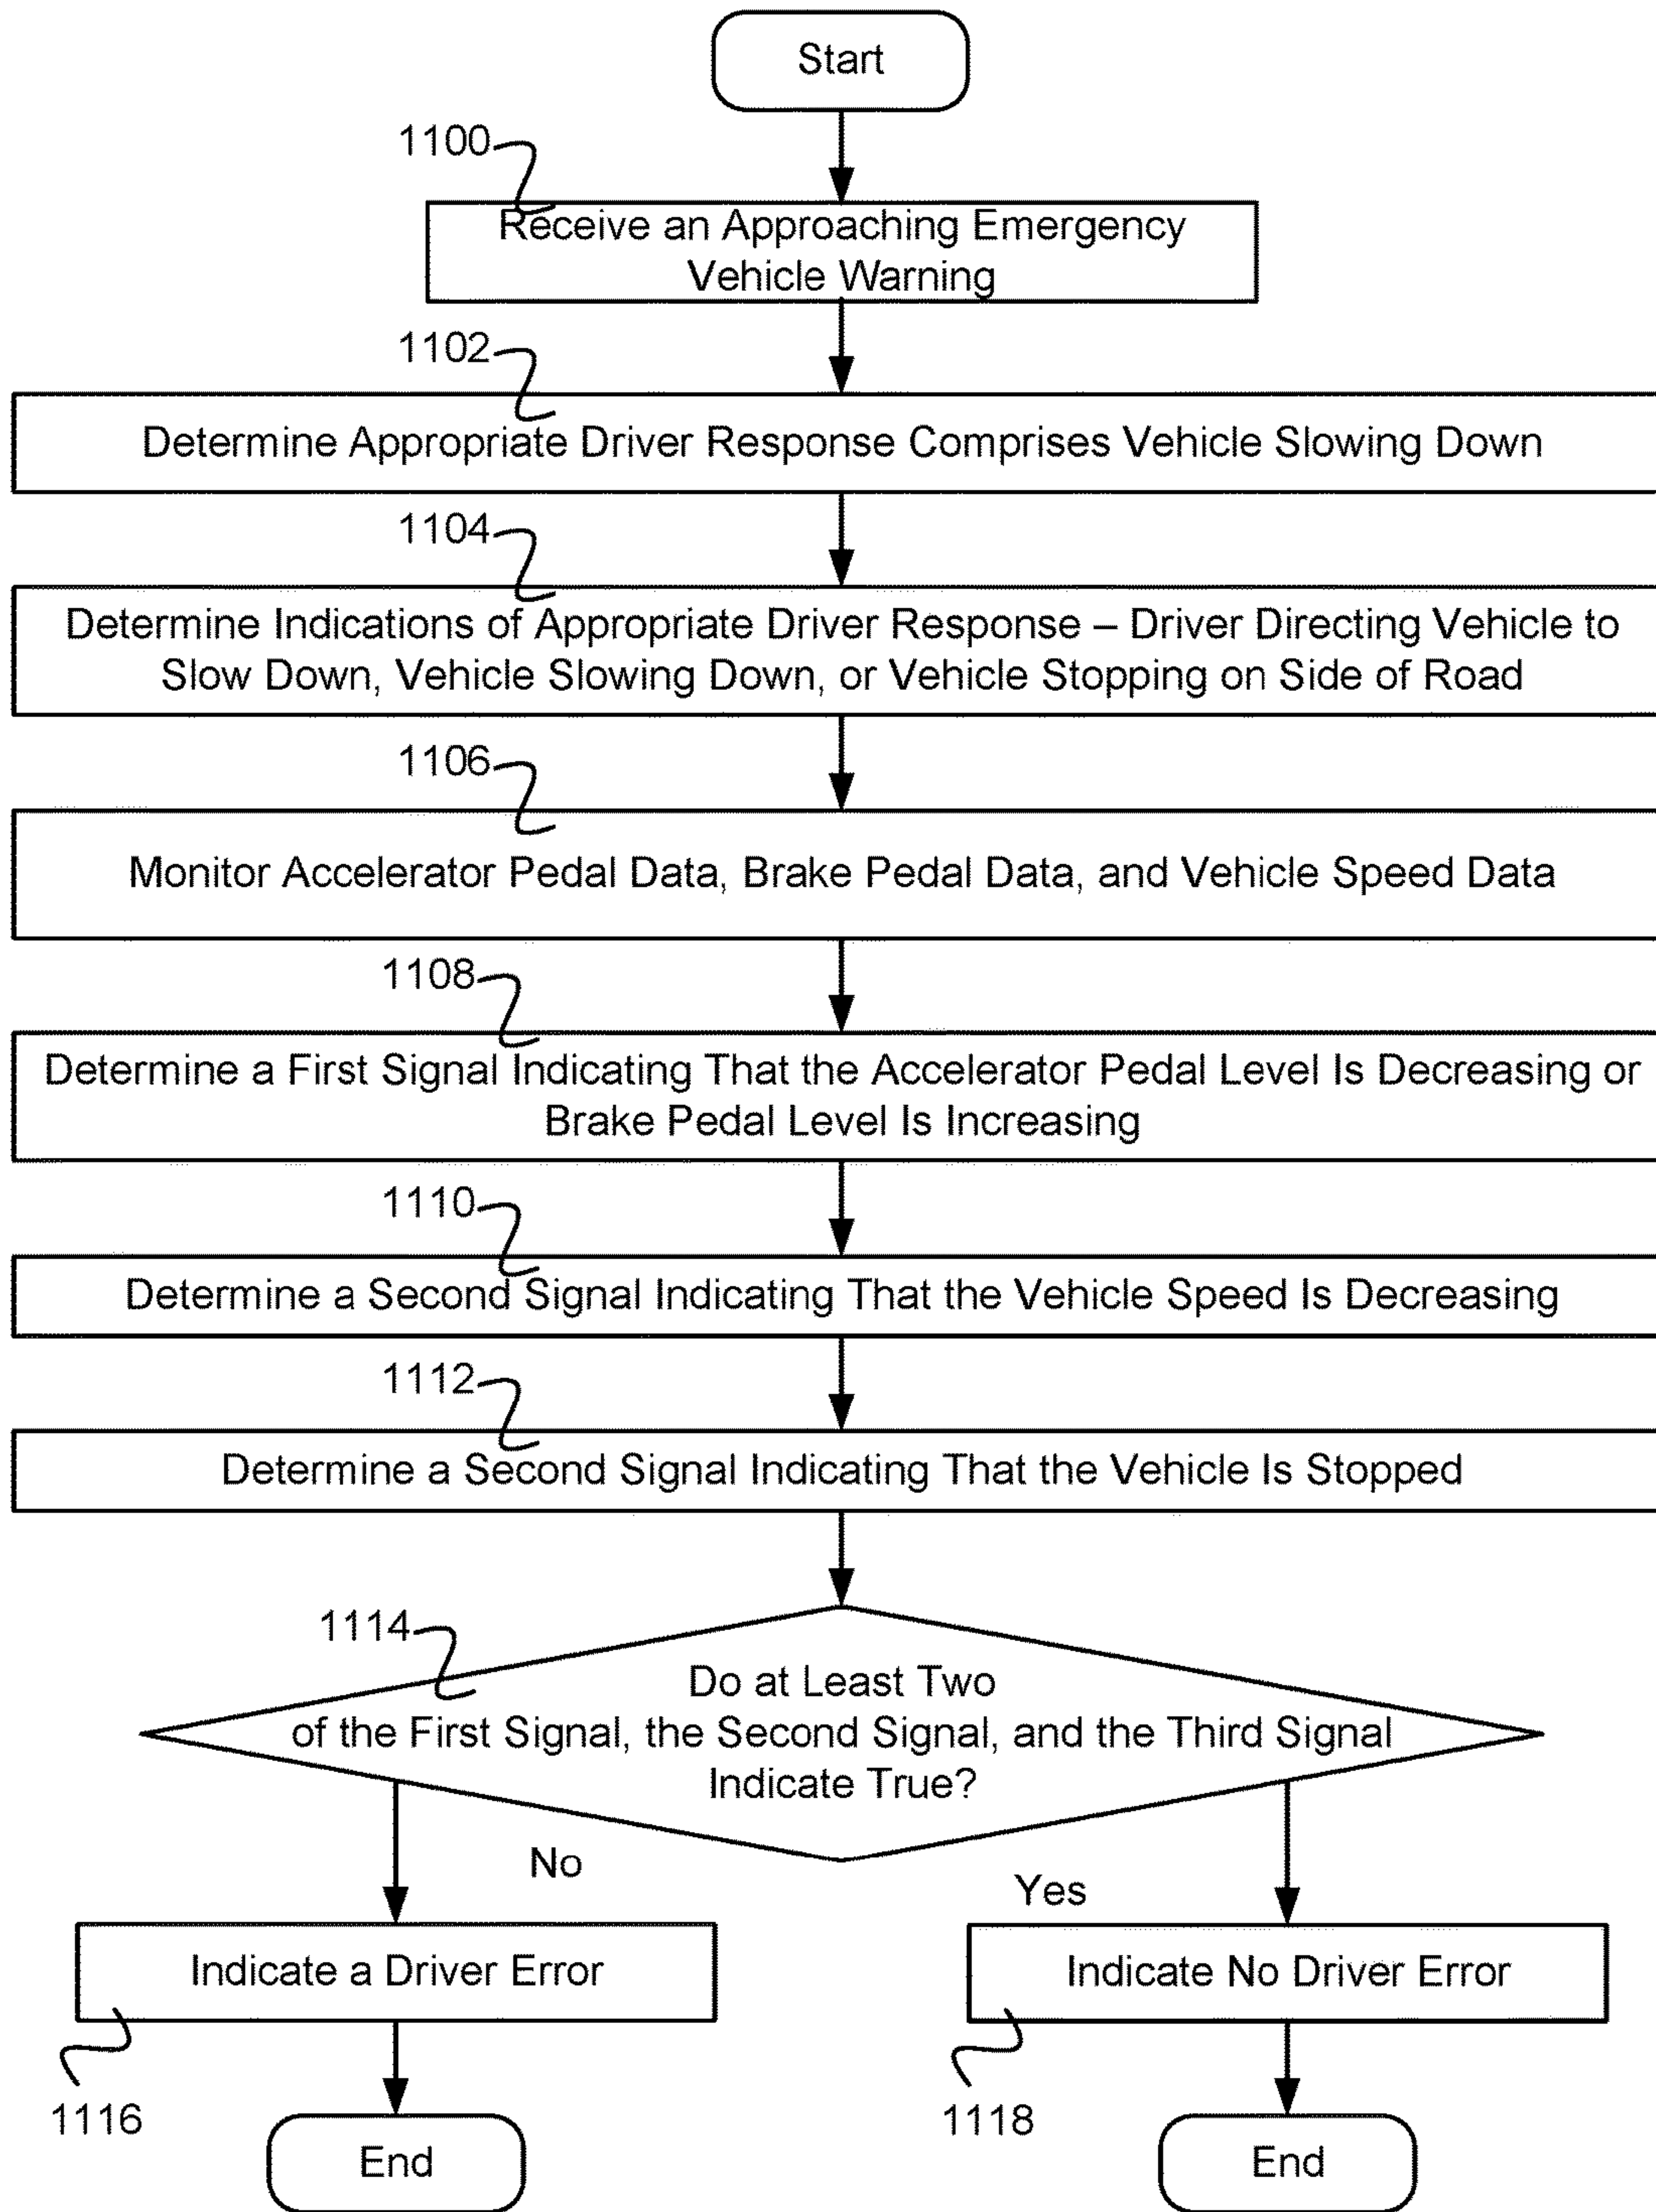 Start
1100
Receive an Approaching Emergency
Vehicle Warning
1102
Determine Appropriate Driver Response Comprises Vehicle Slowing Down
1104
Determine Indications of Appropriate Driver Response – Driver Directing Vehicle to
Slow Down, Vehicle Slowing Down, or Vehicle Stopping on Side of Road
1106
Monitor Accelerator Pedal Data, Brake Pedal Data, and Vehicle Speed Data
1108
Determine a First Signal Indicating That the Accelerator Pedal Level Is Decreasing or
Brake Pedal Level Is Increasing
1110
Determine a Second Signal Indicating That the Vehicle Speed Is Decreasing
1112
Determine a Second Signal Indicating That the Vehicle Is Stopped
1114
Do at Least Two
of the First Signal, the Second Signal, and the Third Signal
Indicate True?
No
Yes
Indicate a Driver Error
Indicate No Driver Error
1116
1118
End
End